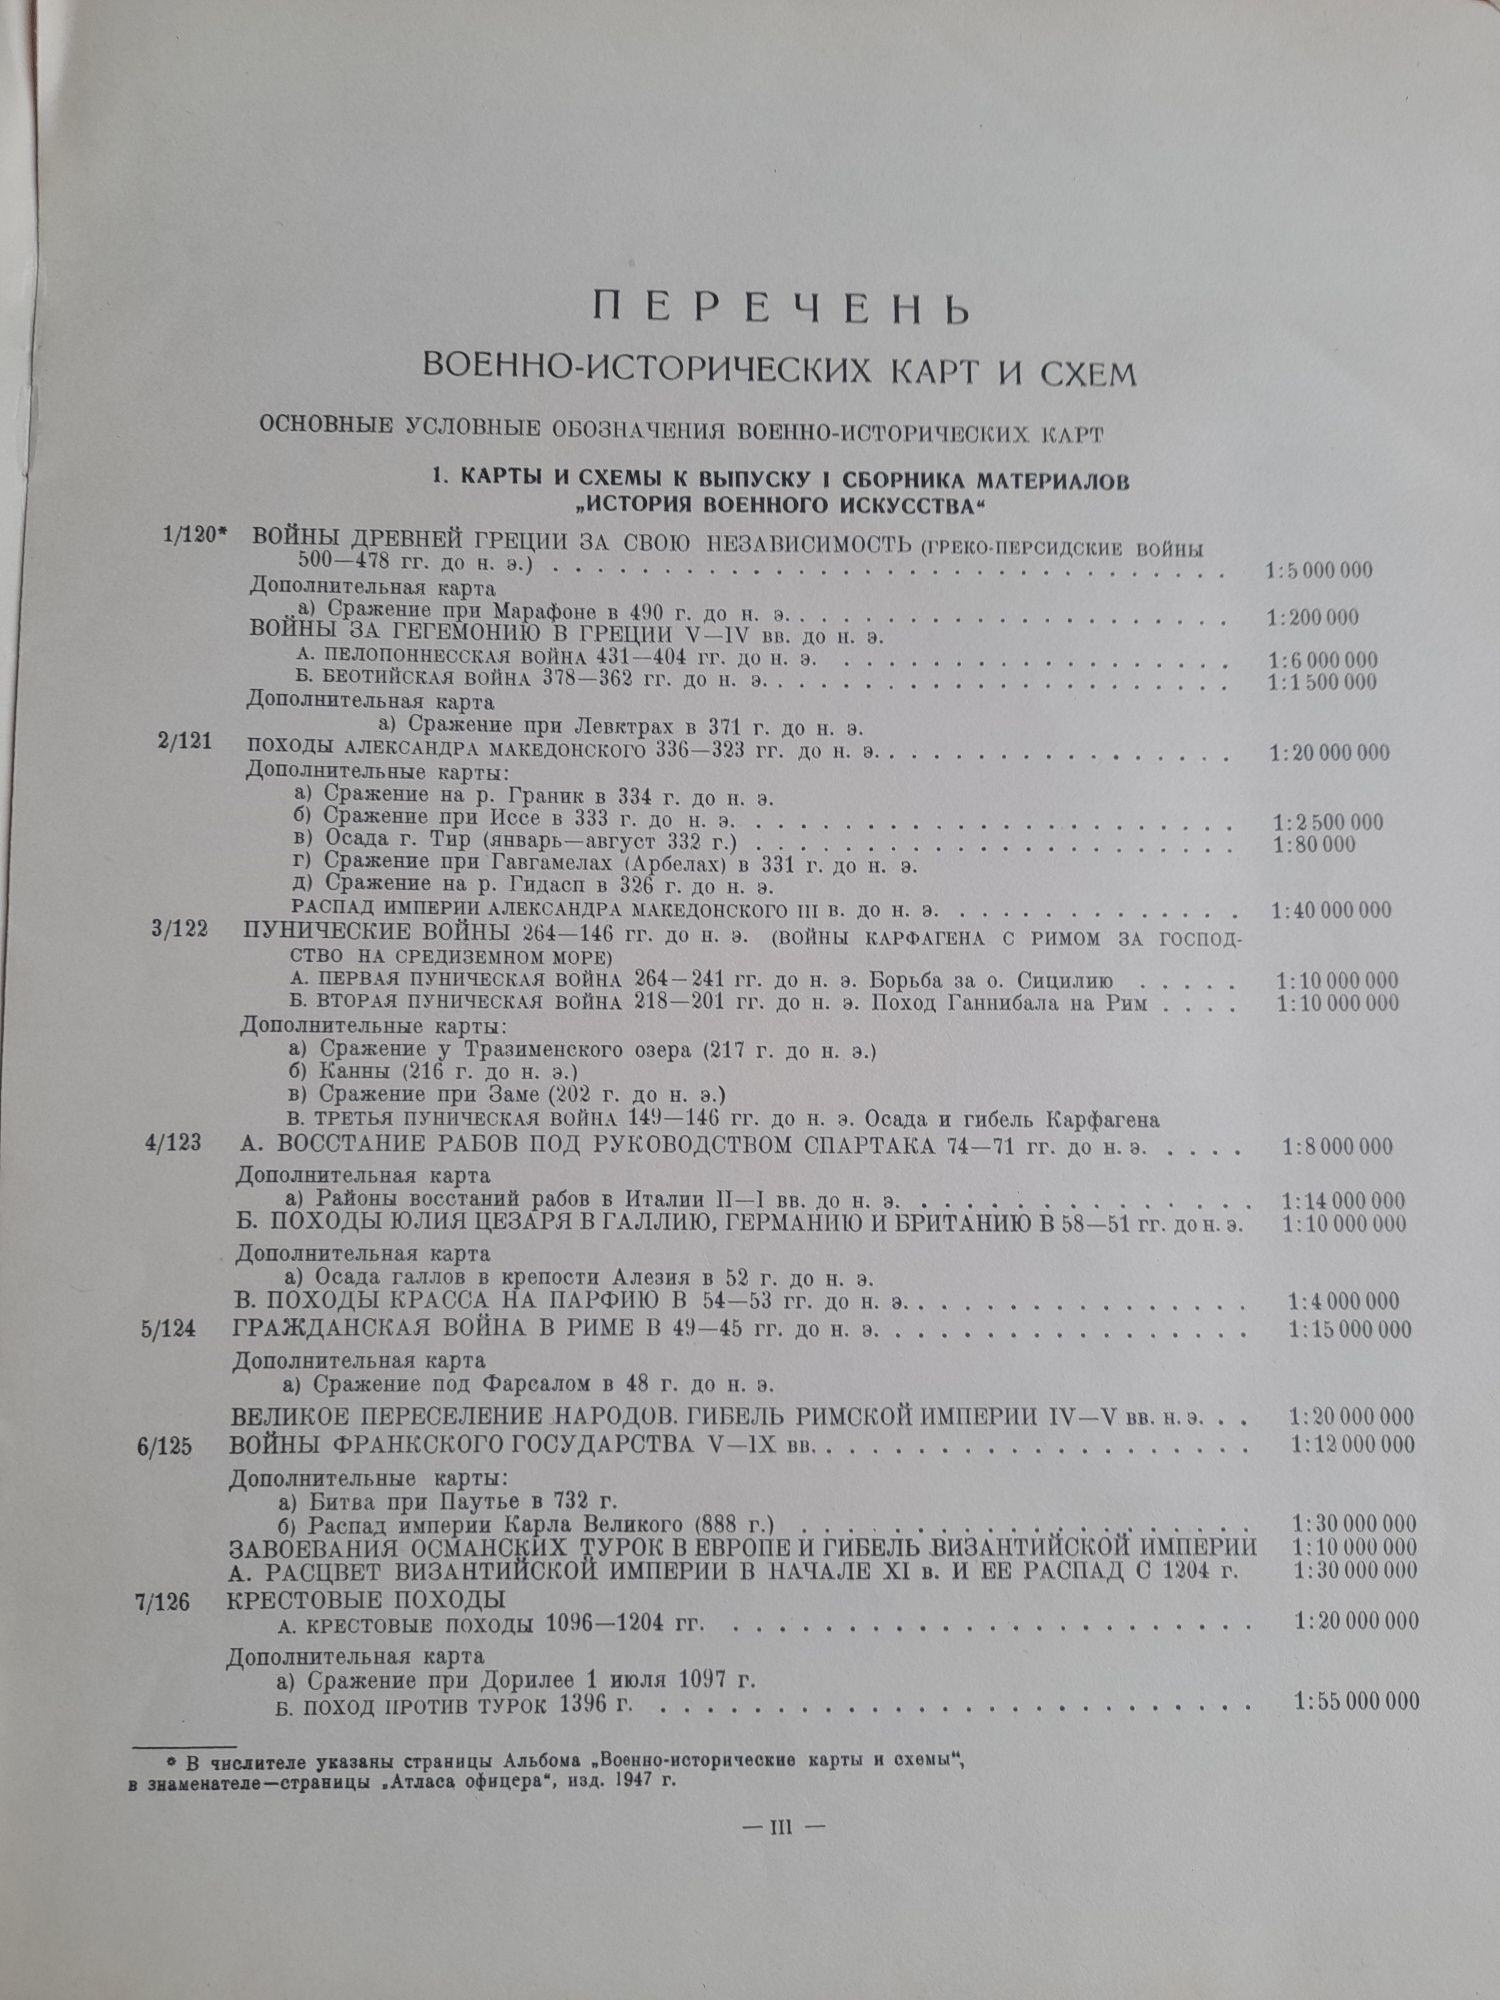 ПЕРЕЧЕНЬ
ВОЕННО-ИСТОРИЧЕСКИХ КАРТ И СХЕМ
ОСНОВНЫЕ УСЛОВНЫЕ ОБОЗНАЧЕНИЯ ВОЕННО-ИСТОРИЧЕСКИХ КАРТ
1. КАРТЫ И СХЕМЫ К ВЫПУСКУ I СБОРНИКА МАТЕРИАЛОВ
„ИСТОРИЯ ВОЕННОГО ИСКУССТВА“
1/120* ВОЙНЫ ДРЕВНЕЙ ГРЕЦИИ ЗА СВОЮ НЕЗАВИСИМОСТЬ (ГРЕКО-ПЕРСИДСКИЕ ВОЙНЫ
500—478 гг. до н. э.) . . . . . . . . . . . . . . . . . . . . . . . . . . . . . 1:5 000 000
Дополнительная карта
а) Сражение при Марафоне в 490 г. до н. э. . . . . . . . . . . . . . . . . . . . 1:200 000
ВОЙНЫ ЗА ГЕГЕМОНИЮ В ГРЕЦИИ V—IV вв. до н. э.
А. ПЕЛОПОННЕССКАЯ ВОЙНА 431—404 гг. до н. э. . . . . . . . . . . . . . . . . . . 1:6 000 000
Б. БЕОТИЙСКАЯ ВОЙНА 378—362 гг. до н. э. . . . . . . . . . . . . . . . . . . . . 1:1 500 000
Дополнительная карта
а) Сражение при Левктрах в 371 г. до н. э.
2/121 ПОХОДЫ АЛЕКСАНДРА МАКЕДОНСКОГО 336—323 гг. до н. э. . . . . . . . . . . . . . . . 1:20 000 000
Дополнительные карты:
а) Сражение на р. Граник в 334 г. до н. э.
б) Сражение при Иссе в 333 г. до н. э. . . . . . . . . . . . . . . . . . . . . . 1:2 500 000
в) Осада г. Тир (январь—август 332 г.) . . . . . . . . . . . . . . . . . . . . . 1:80 000
г) Сражение при Гавгамелах (Арбелах) в 331 г. до н. э.
д) Сражение на р. Гидасп в 326 г. до н. э.
РАСПАД ИМПЕРИИ АЛЕКСАНДРА МАКЕДОНСКОГО III в. до н. э. . . . . . . . . . . . . . 1:40 000 000
3/122 ПУНИЧЕСКИЕ ВОЙНЫ 264—146 гг. до н. э. (ВОЙНЫ КАРФАГЕНА С РИМОМ ЗА ГОСПОД-
СТВО НА СРЕДИЗЕМНОМ МОРЕ)
А. ПЕРВАЯ ПУНИЧЕСКАЯ ВОЙНА 264—241 гг. до н. э. Борьба за о. Сицилию . . . . . 1:10 000 000
Б. ВТОРАЯ ПУНИЧЕСКАЯ ВОЙНА 218—201 гг. до н. э. Поход Ганнибала на Рим . . . . 1:10 000 000
Дополнительные карты:
а) Сражение у Тразименского озера (217 г. до н. э.)
б) Канны (216 г. до н. э.)
в) Сражение при Заме (202 г. до н. э.)
В. ТРЕТЬЯ ПУНИЧЕСКАЯ ВОЙНА 149—146 гг. до н. э. Осада и гибель Карфагена
4/123 А. ВОССТАНИЕ РАБОВ ПОД РУКОВОДСТВОМ СПАРТАКА 74—71 гг. до н. э. . . . . 1:8 000 000
Дополнительная карта
а) Районы восстаний рабов в Италии II—I вв. до н. э. . . . . . . . . . . . . . . . 1:14 000 000
Б. ПОХОДЫ ЮЛИЯ ЦЕЗАРЯ В ГАЛЛИЮ, ГЕРМАНИЮ И БРИТАНИЮ В 58—51 гг. до н. э. 1:10 000 000
Дополнительная карта
а) Осада галлов в крепости Алезия в 52 г. до н. э.
В. ПОХОДЫ КРАССА НА ПАРФИЮ В 54—53 гг. до н. э. . . . . . . . . . . . . . . . 1:4 000 000
5/124 ГРАЖДАНСКАЯ ВОЙНА В РИМЕ В 49—45 гг. до н. э. . . . . . . . . . . . . . . . . 1:15 000 000
Дополнительная карта
а) Сражение под Фарсалом в 48 г. до н. э.
ВЕЛИКОЕ ПЕРЕСЕЛЕНИЕ НАРОДОВ. ГИБЕЛЬ РИМСКОЙ ИМПЕРИИ IV—V вв. н. э. . . 1:20 000 000
6/125 ВОЙНЫ ФРАНКСКОГО ГОСУДАРСТВА V—IX вв. . . . . . . . . . . . . . . . . . . . 1:12 000 000
Дополнительные карты:
а) Битва при Паутье в 732 г.
б) Распад империи Карла Великого (888 г.) . . . . . . . . . . . . . . . . . . . 1:30 000 000
ЗАВОЕВАНИЯ ОСМАНСКИХ ТУРОК В ЕВРОПЕ И ГИБЕЛЬ ВИЗАНТИЙСКОЙ ИМПЕРИИ 1:10 000 000
А. РАСЦВЕТ ВИЗАНТИЙСКОЙ ИМПЕРИИ В НАЧАЛЕ XI в. И ЕЕ РАСПАД С 1204 г. 1:30 000 000
7/126 КРЕСТОВЫЕ ПОХОДЫ
А. КРЕСТОВЫЕ ПОХОДЫ 1096—1204 гг. . . . . . . . . . . . . . . . . . . . . . . . 1:20 000 000
Дополнительная карта
а) Сражение при Дорилее 1 июля 1097 г.
Б. ПОХОД ПРОТИВ ТУРОК 1396 г. . . . . . . . . . . . . . . . . . . . . . . . . . . 1:55 000 000
* В числителе указаны страницы Альбома „Военно-исторические карты и схемы“,
в знаменателе—страницы „Атласа офицера“, изд. 1947 г.
— III —